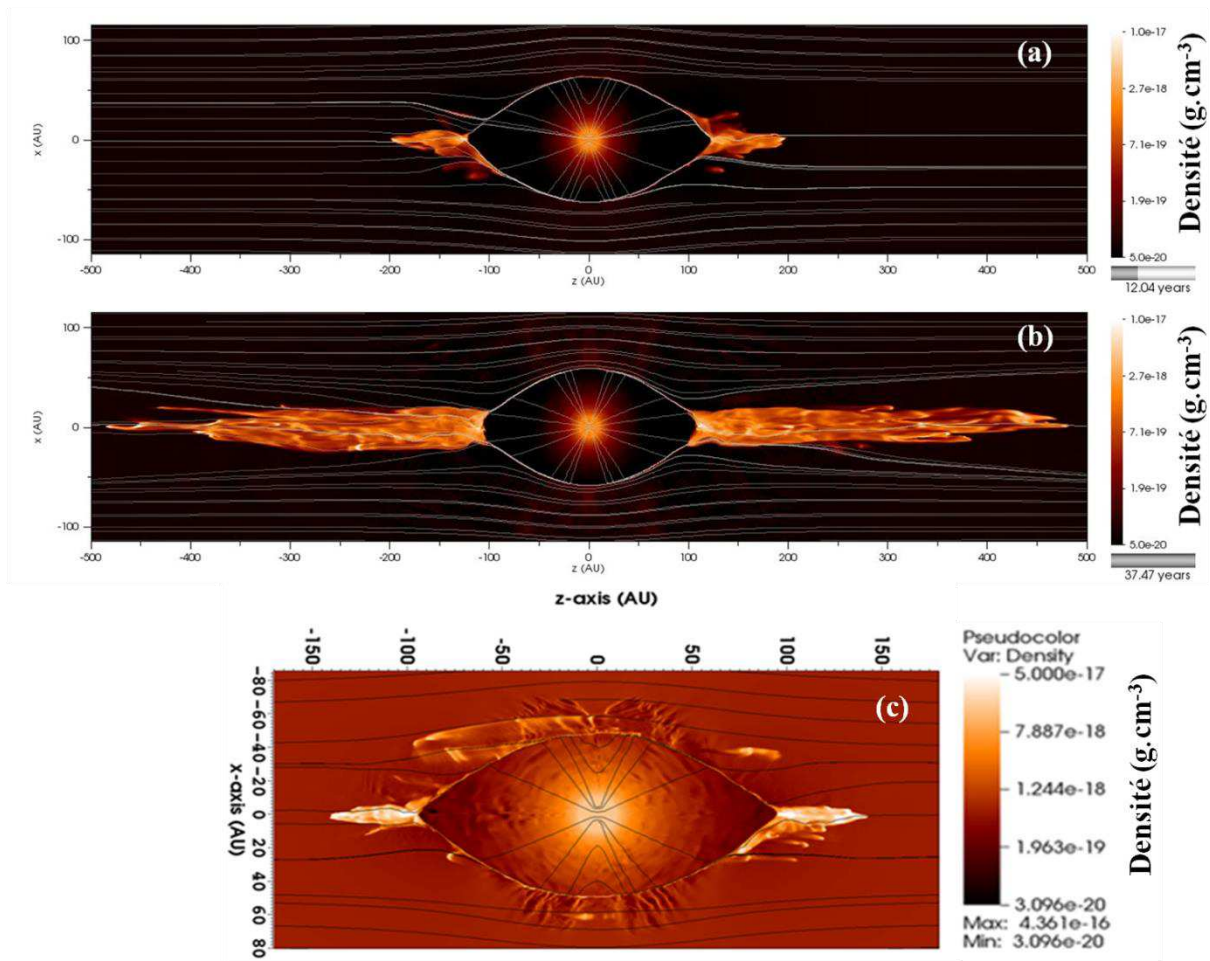 (a)
100
0
-100
x (AU)
-500 -400 -300 -200 -100 0 100 200 300 400 500
z (AU)
1.0e-17
2.7e-18
7.1e-19
1.9e-19
5.0e-20
12.04 years
Densité (g.cm-3)
(b)
100
0
-100
x (AU)
-500 -400 -300 -200 -100 0 100 200 300 400 500
z (AU)
1.0e-17
2.7e-18
7.1e-19
1.9e-19
5.0e-20
37.47 years
Densité (g.cm-3)
z-axis (AU)
-150 -100 -50 0 50 100 150
-80
-60
-40
-20
0
20
40
60
80
x-axis (AU)
(c)
Pseudocolor
Var: Density
5.000e-17
7.887e-18
1.244e-18
1.963e-19
3.096e-20
Max: 4.361e-16
Min: 3.096e-20
Densité (g.cm-3)